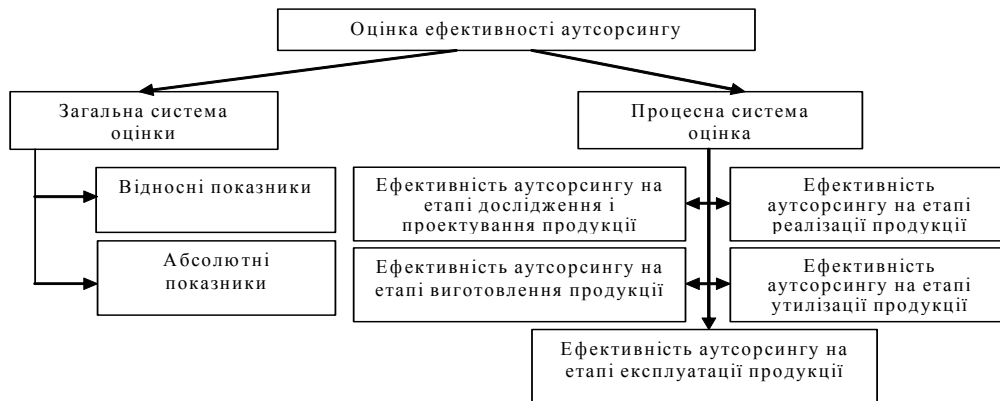 Оцінка ефективності аутсорсингу
Загальна система
оцінки
Процесна система
оцінка
Відносні показники
Абсолютні
показники
Ефективність аутсорсингу на
етапі дослідження і
проектування продукції
Ефективність
аутсорсингу на етапі
реалізації продукції
Ефективність аутсорсингу на
етапі виготовлення продукції
Ефективність
аутсорсингу на етапі
утилізації продукції
Ефективність аутсорсингу на
етапі експлуатації продукції